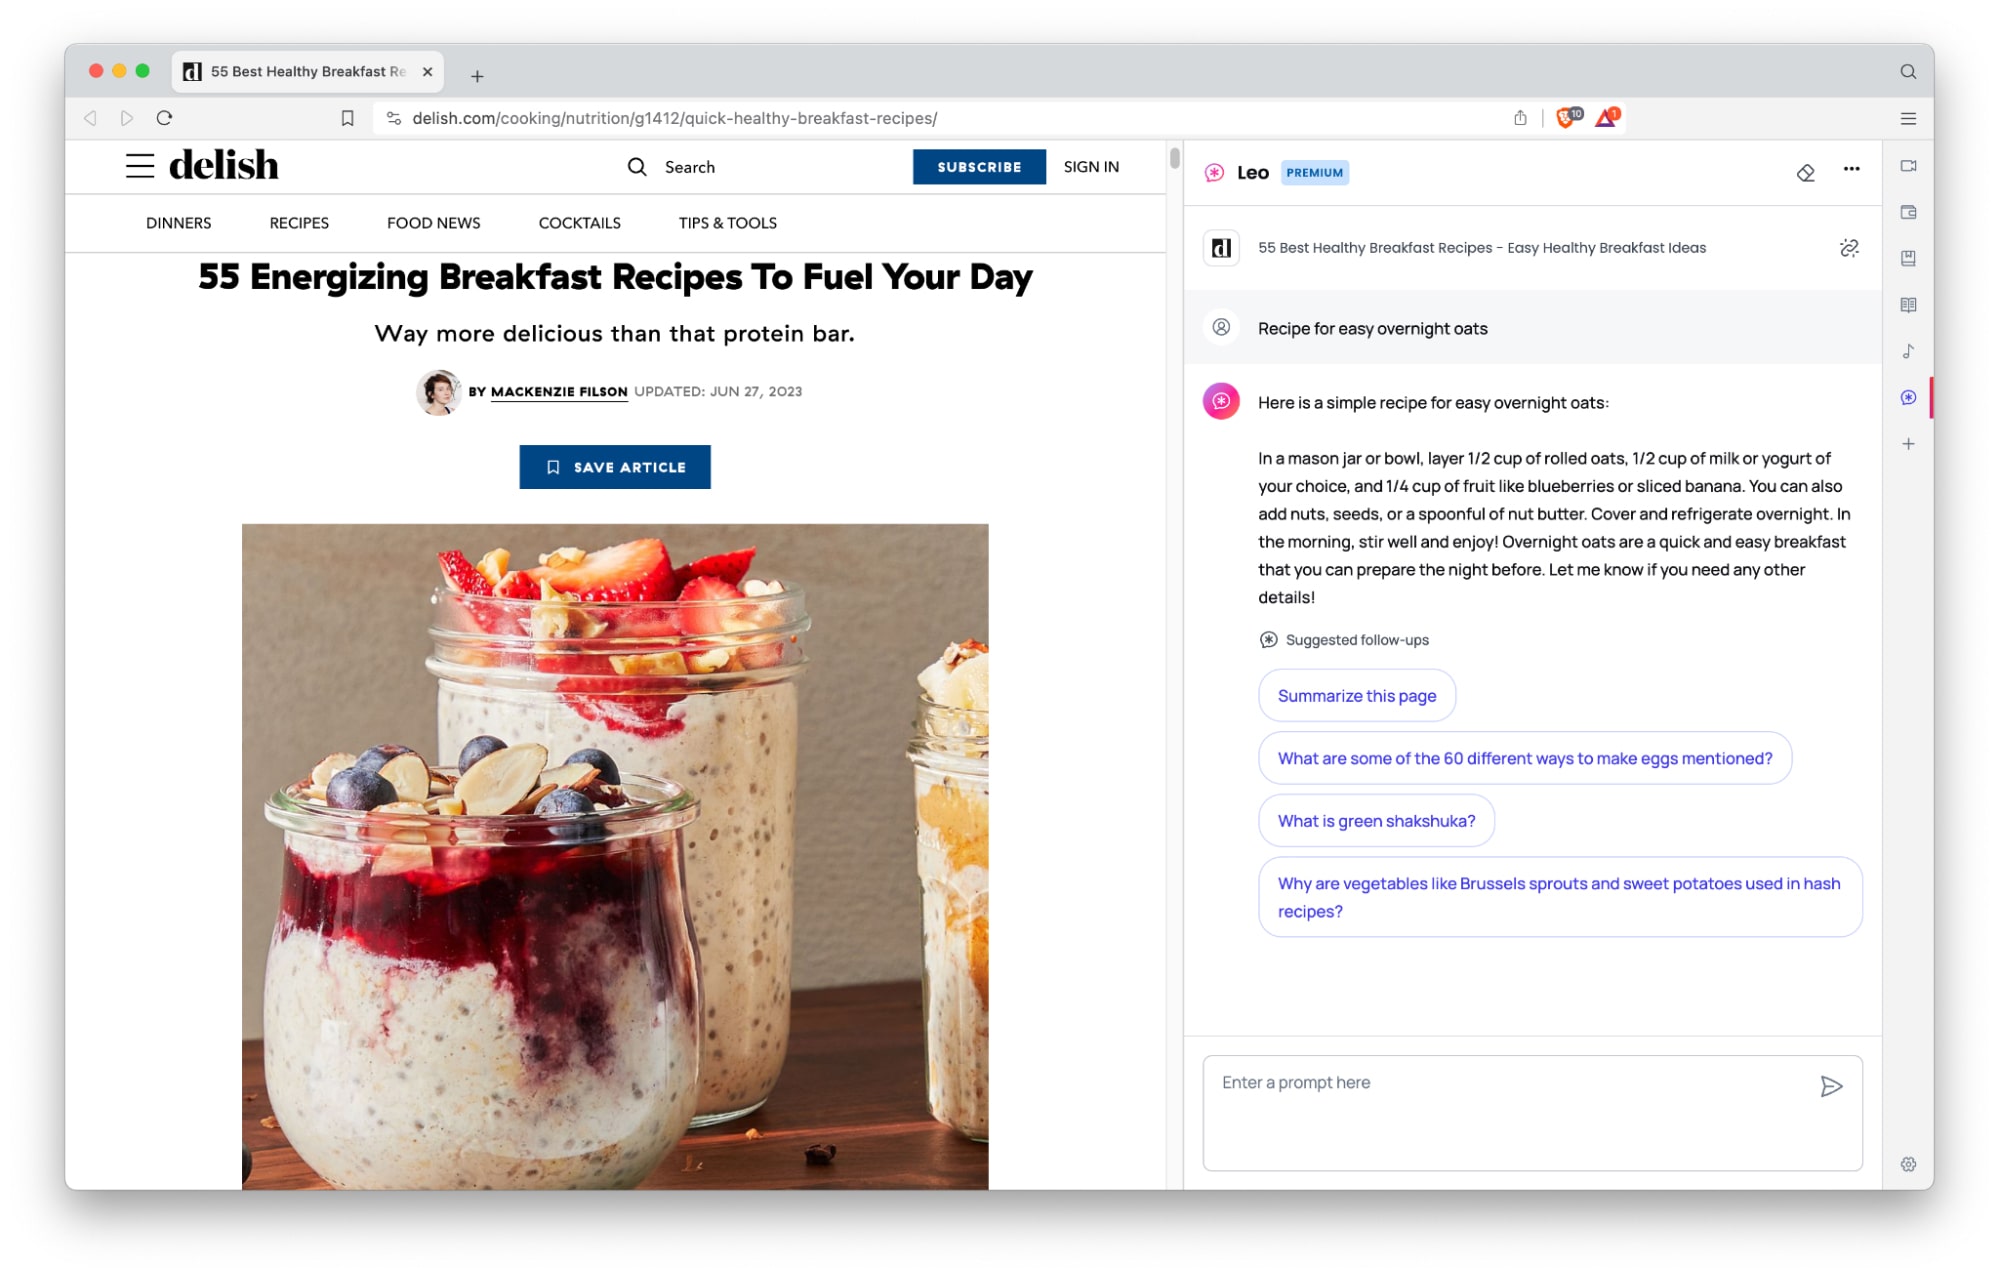 55 Best Healthy Breakfast Re
delish.com/cooking/nutrition/g1412/quick-healthy-breakfast-recipes/
10
1
delish
Search
SUBSCRIBE
SIGN IN
DINNERS
RECIPES
FOOD NEWS
COCKTAILS
TIPS & TOOLS
55 Energizing Breakfast Recipes To Fuel Your Day
Way more delicious than that protein bar.
BY MACKENZIE FILSON UPDATED: JUN 27, 2023
SAVE ARTICLE
Leo PREMIUM
55 Best Healthy Breakfast Recipes - Easy Healthy Breakfast Ideas
Recipe for easy overnight oats
Here is a simple recipe for easy overnight oats:
In a mason jar or bowl, layer 1/2 cup of rolled oats, 1/2 cup of milk or yogurt of
your choice, and 1/4 cup of fruit like blueberries or sliced banana. You can also
add nuts, seeds, or a spoonful of nut butter. Cover and refrigerate overnight. In
the morning, stir well and enjoy! Overnight oats are a quick and easy breakfast
that you can prepare the night before. Let me know if you need any other
details!
Suggested follow-ups
Summarize this page
What are some of the 60 different ways to make eggs mentioned?
What is green shakshuka?
Why are vegetables like Brussels sprouts and sweet potatoes used in hash
recipes?
Enter a prompt here